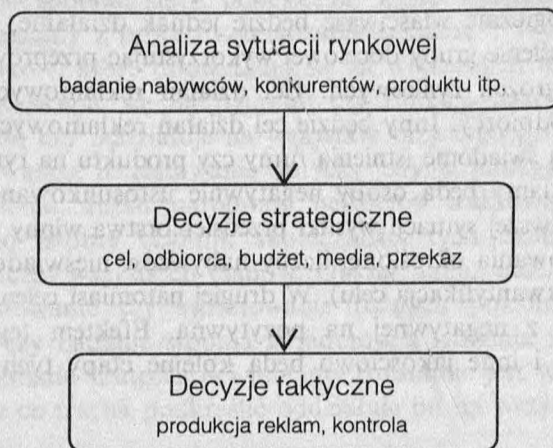 Analiza sytuacji rynkowej
badanie nabywców, konkurentów, produktu itp.
Decyzje strategiczne
cel, odbiorca, budżet, media, przekaz
Decyzje taktyczne
produkcja reklam, kontrola